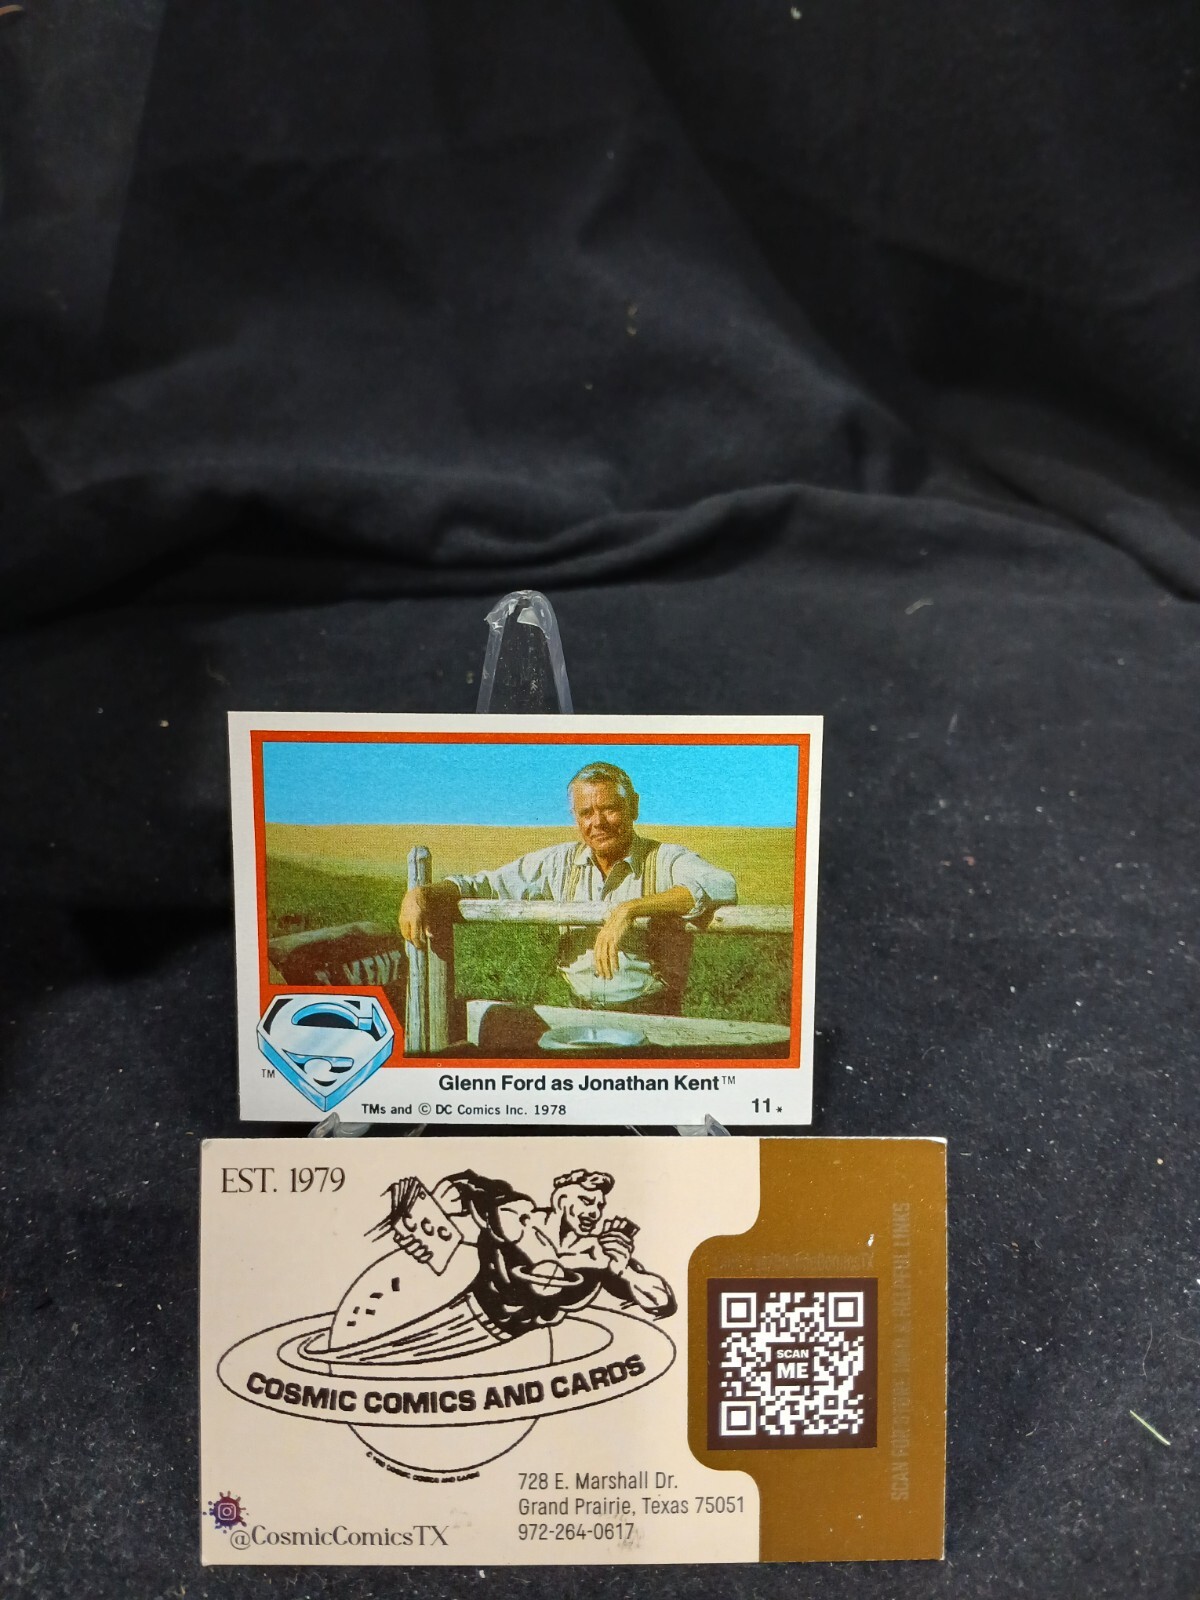 KENT
TM
Glenn Ford as Jonathan Kent™
TMs and © DC Comics Inc. 1978
11*
EST. 1979
COSMIC COMICS AND CARDS
SCAN
ME
728 E. Marshall Dr.
Grand Prairie, Texas 75051
972-264-0617
@CosmicComicsTX